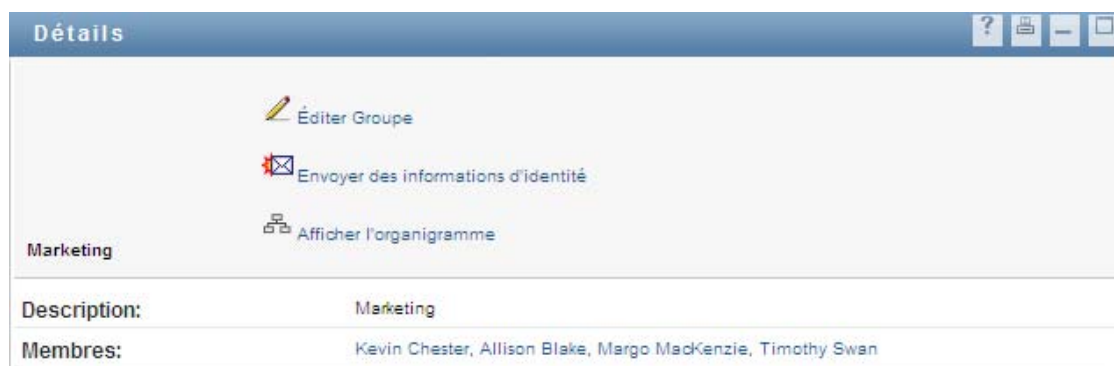 Détails
Éditer Groupe
Envoyer des informations d'identité
Afficher l'organigramme
Marketing
Description: Marketing
Membres: Kevin Chester, Allison Blake, Margo MacKenzie, Timothy Swan